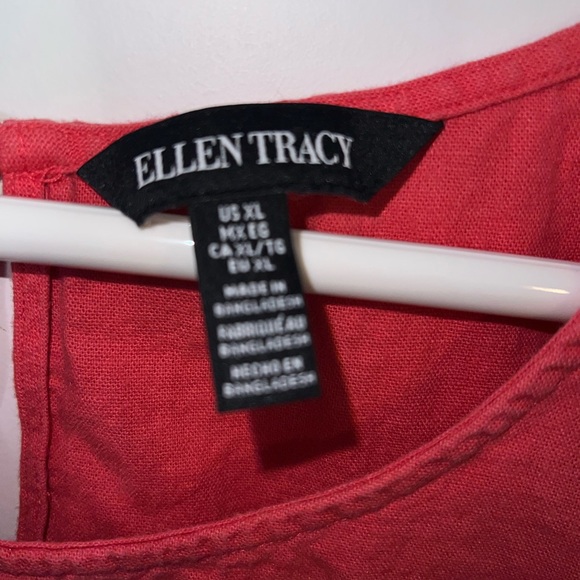 ELLEN TRACY
US XL
MX EG
CA XL/TG
EU XL
MADE IN
BANGLADESH
FABRIQUÉ AU
BANGLADESH
HECHO EN
BANGLADESH